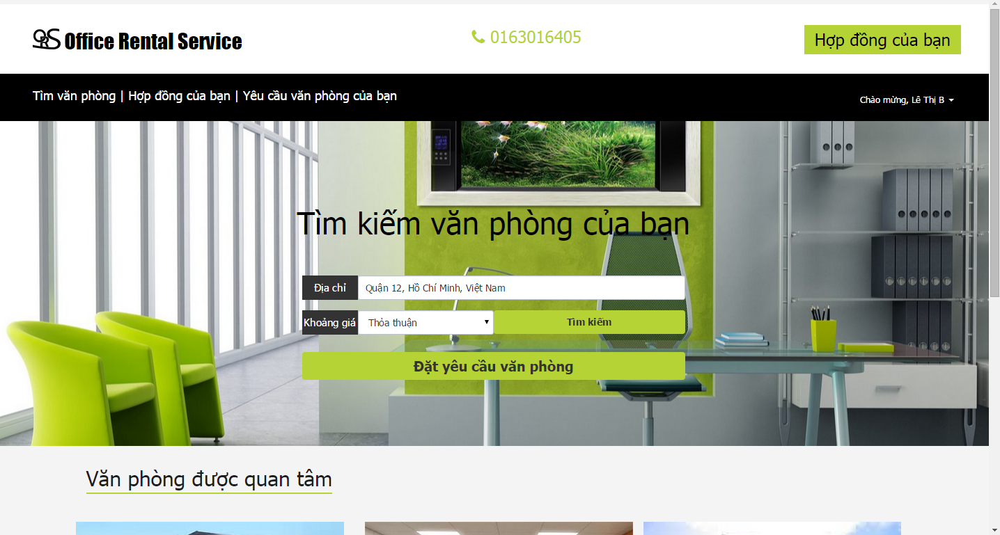 ORS Office Rental Service
0163016405
Hợp đồng của bạn
Tìm văn phòng | Hợp đồng của bạn | Yêu cầu văn phòng của bạn
Chào mừng, Lê Thị B
Tìm kiếm văn phòng của bạn
Địa chỉ
Quận 12, Hồ Chí Minh, Việt Nam
Khoảng giá
Thỏa thuận
Tìm kiếm
Đặt yêu cầu văn phòng
Văn phòng được quan tâm